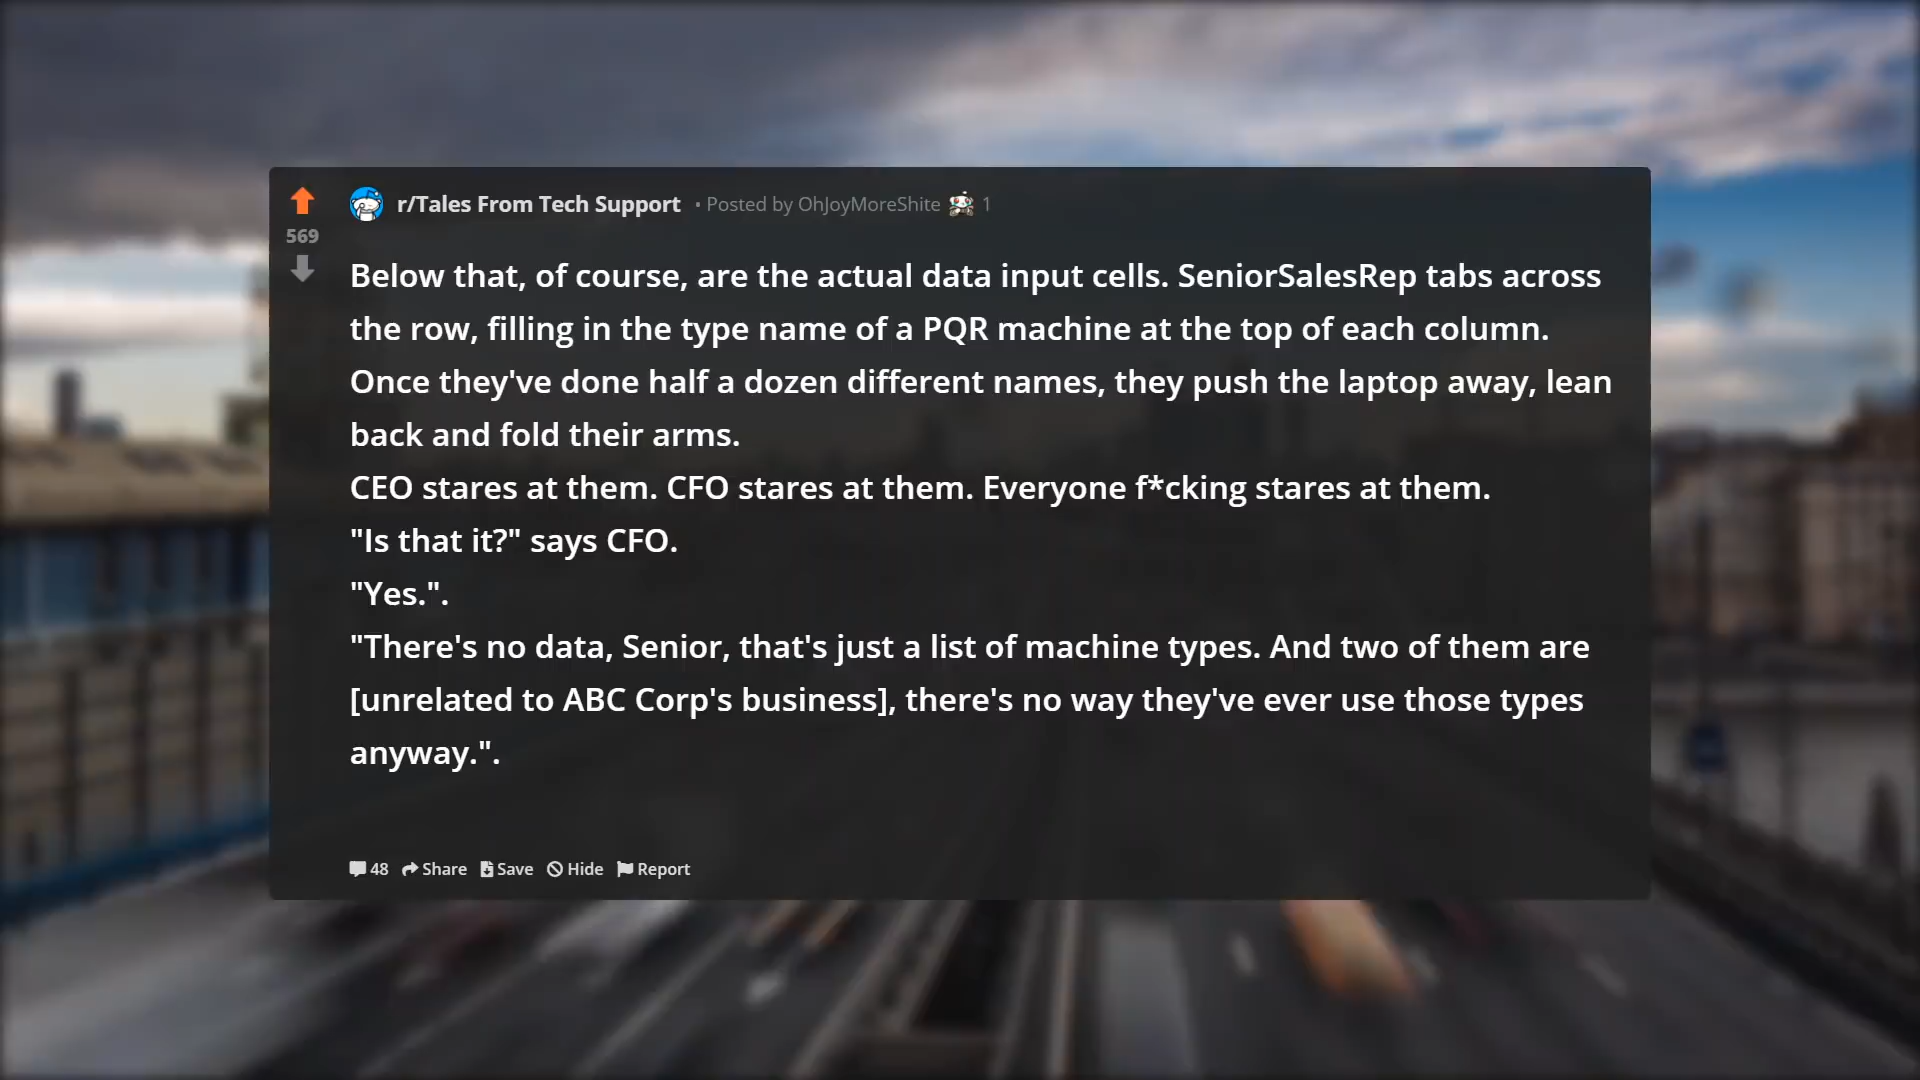 r/Tales From Tech Support • Posted by OhJoyMoreShite 1
569
Below that, of course, are the actual data input cells. SeniorSalesRep tabs across
the row, filling in the type name of a PQR machine at the top of each column.
Once they've done half a dozen different names, they push the laptop away, lean
back and fold their arms.
CEO stares at them. CFO stares at them. Everyone f*cking stares at them.
"Is that it?" says CFO.
"Yes.".
"There's no data, Senior, that's just a list of machine types. And two of them are
[unrelated to ABC Corp's business], there's no way they've ever use those types
anyway.".
48 Share Save Hide Report